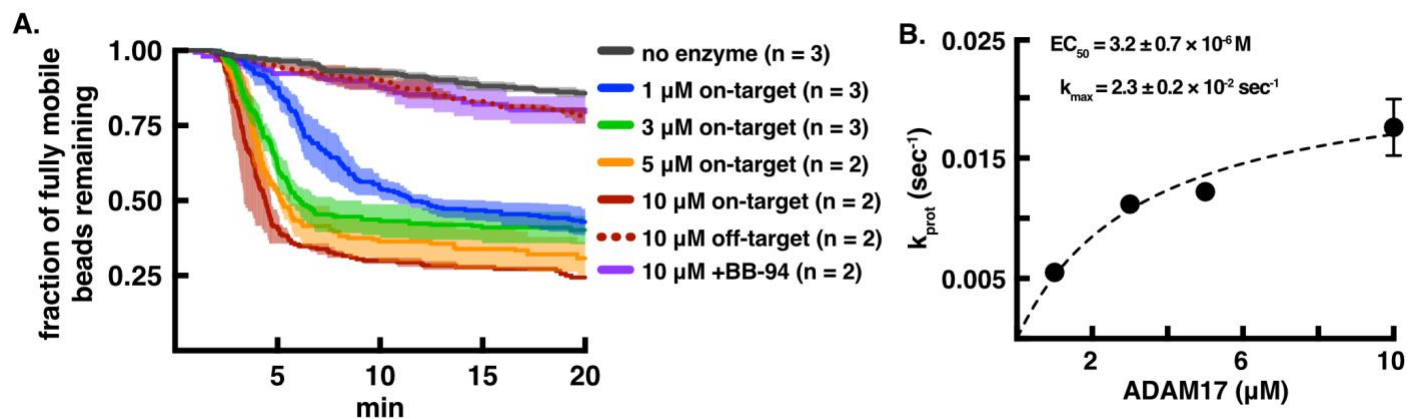 A.
fraction of fully mobile
beads remaining
1.00
0.75
0.50
0.25
5
10
15
20
min
no enzyme (n = 3)
1 µM on-target (n = 3)
3 µM on-target (n = 3)
5 µM on-target (n = 2)
10 µM on-target (n = 2)
10 µM off-target (n = 2)
10 µM +BB-94 (n = 2)
B.
k_prot (sec⁻¹)
0.025
0.015
0.005
EC₅₀ = 3.2 ± 0.7 × 10⁻⁶ M
k_max = 2.3 ± 0.2 × 10⁻² sec⁻¹
2
6
10
ADAM17 (µM)